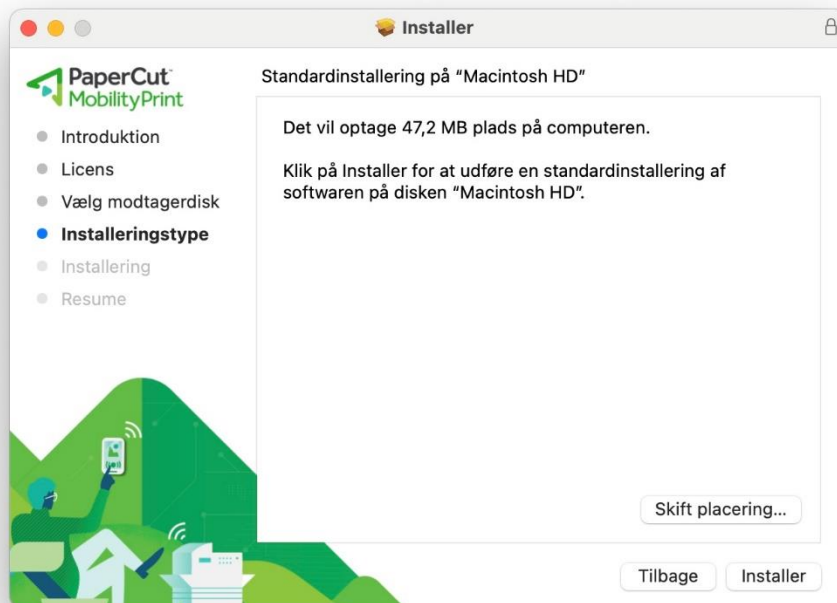 Installer
PaperCut
MobilityPrint
Introduktion
Licens
Vælg modtagerdisk
Installeringstype
Installering
Resume
Standardinstallering på “Macintosh HD”
Det vil optage 47,2 MB plads på computeren.
Klik på Installer for at udføre en standardinstallering af
softwaren på disken “Macintosh HD”.
Skift placering...
Tilbage
Installer